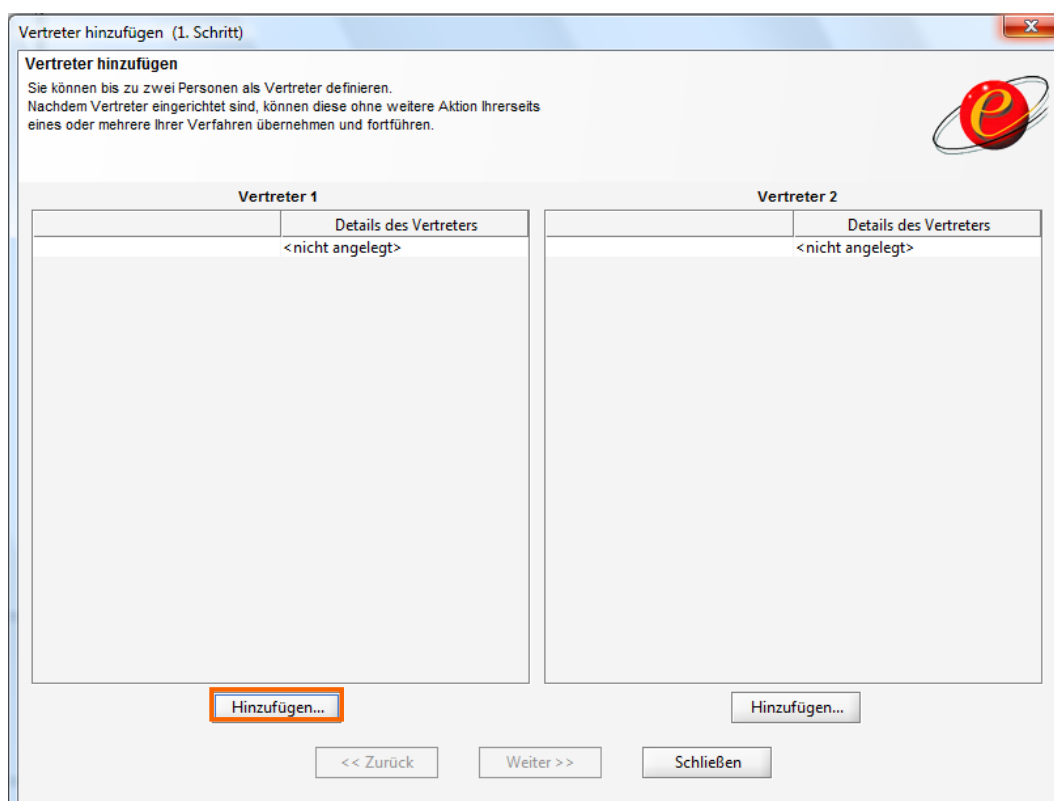 Vertreter hinzufügen (1. Schritt)
X
Vertreter hinzufügen
Sie können bis zu zwei Personen als Vertreter definieren.
Nachdem Vertreter eingerichtet sind, können diese ohne weitere Aktion Ihrerseits
eines oder mehrere Ihrer Verfahren übernehmen und fortführen.
e
Vertreter 1
Details des Vertreters
<nicht angelegt>
Hinzufügen...
Vertreter 2
Details des Vertreters
<nicht angelegt>
Hinzufügen...
<< Zurück
Weiter >>
Schließen